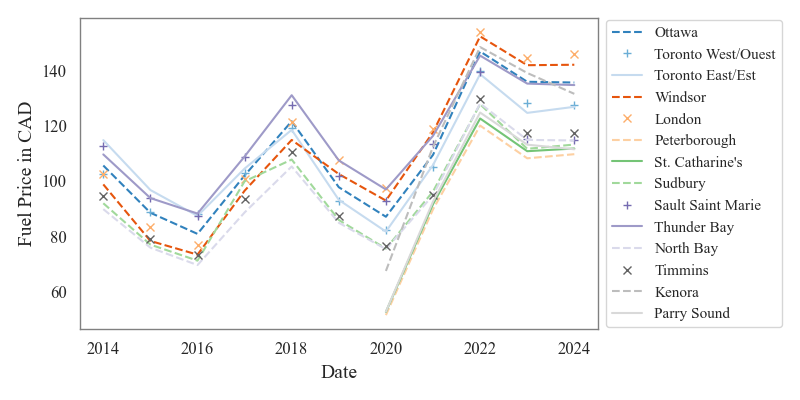 Fuel Price in CAD
140
120
100
80
60
2014
2016
2018
2020
2022
2024
Date
Ottawa
Toronto West/Ouest
Toronto East/Est
Windsor
London
Peterborough
St. Catharine's
Sudbury
Sault Saint Marie
Thunder Bay
North Bay
Timmins
Kenora
Parry Sound